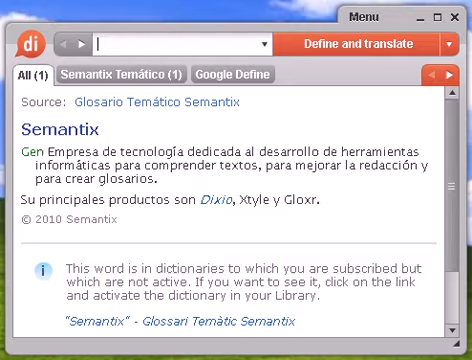 Menu
di
Define and translate
All (1)
Semantix Temático (1)
Google Define
Source: Glosario Temático Semantix
Semantix
Gen Empresa de tecnología dedicada al desarrollo de herramientas
informáticas para comprender textos, para mejorar la redacción y
para crear glosarios.
Su principales productos son Dixio, Xtyle y Gloxr.
© 2010 Semantix
i
This word is in dictionaries to which you are subscribed but
which are not active. If you want to see it, click on the link
and activate the dictionary in your Library.
"Semantix" - Glossari Temàtic Semantix